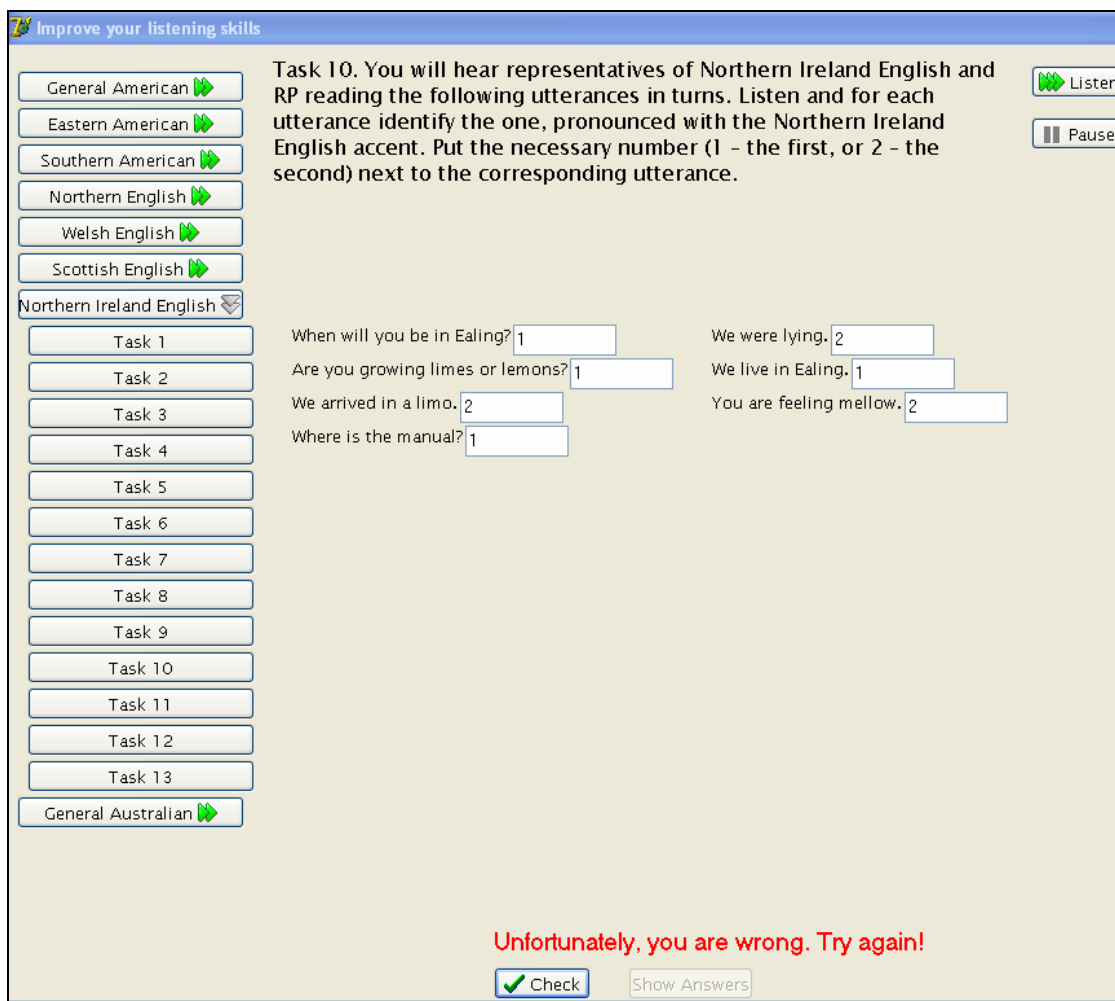 Improve your listening skills
General American
Eastern American
Southern American
Northern English
Welsh English
Scottish English
Northern Ireland English
Task 1
Task 2
Task 3
Task 4
Task 5
Task 6
Task 7
Task 8
Task 9
Task 10
Task 11
Task 12
Task 13
General Australian
Task 10. You will hear representatives of Northern Ireland English and
RP reading the following utterances in turns. Listen and for each
utterance identify the one, pronounced with the Northern Ireland
English accent. Put the necessary number (1 - the first, or 2 - the
second) next to the corresponding utterance.
Listen
Pause
When will you be in Ealing? 1
Are you growing limes or lemons? 1
We arrived in a limo. 2
Where is the manual? 1
We were lying. 2
We live in Ealing. 1
You are feeling mellow. 2
Unfortunately, you are wrong. Try again!
Check
Show Answers